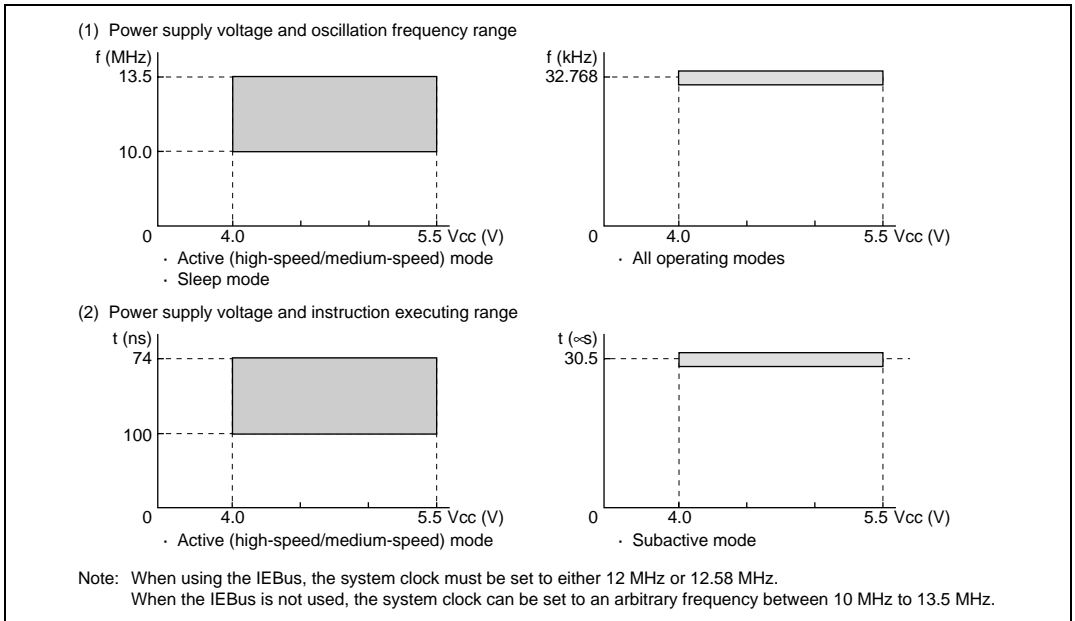 (1) Power supply voltage and oscillation frequency range
f (MHz)
13.5
10.0
0
4.0
5.5 Vcc (V)
· Active (high-speed/medium-speed) mode
· Sleep mode
f (kHz)
32.768
0
4.0
5.5 Vcc (V)
· All operating modes
(2) Power supply voltage and instruction executing range
t (ns)
74
100
0
4.0
5.5 Vcc (V)
· Active (high-speed/medium-speed) mode
t (∝s)
30.5
0
4.0
5.5 Vcc (V)
· Subactive mode
Note: When using the IEBus, the system clock must be set to either 12 MHz or 12.58 MHz.
When the IEBus is not used, the system clock can be set to an arbitrary frequency between 10 MHz to 13.5 MHz.